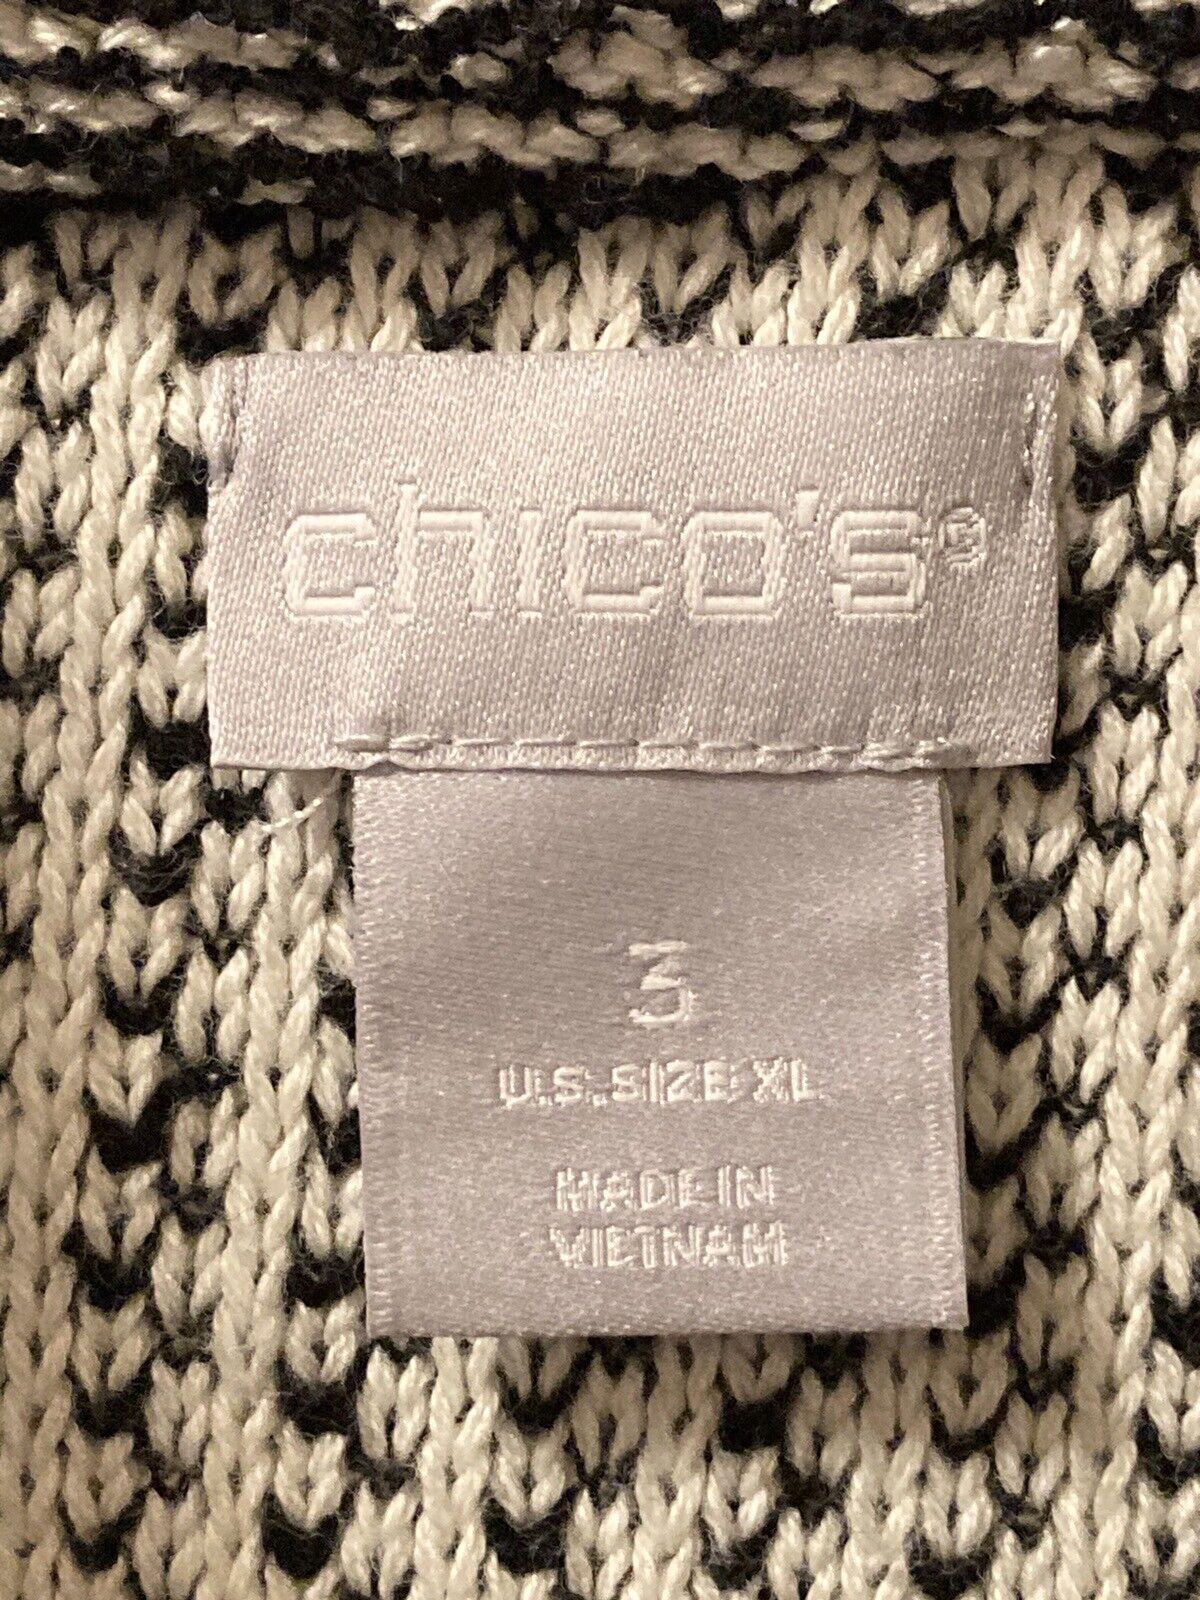 chico's®
3
U.S. SIZE XL
MADE IN
VIETNAM